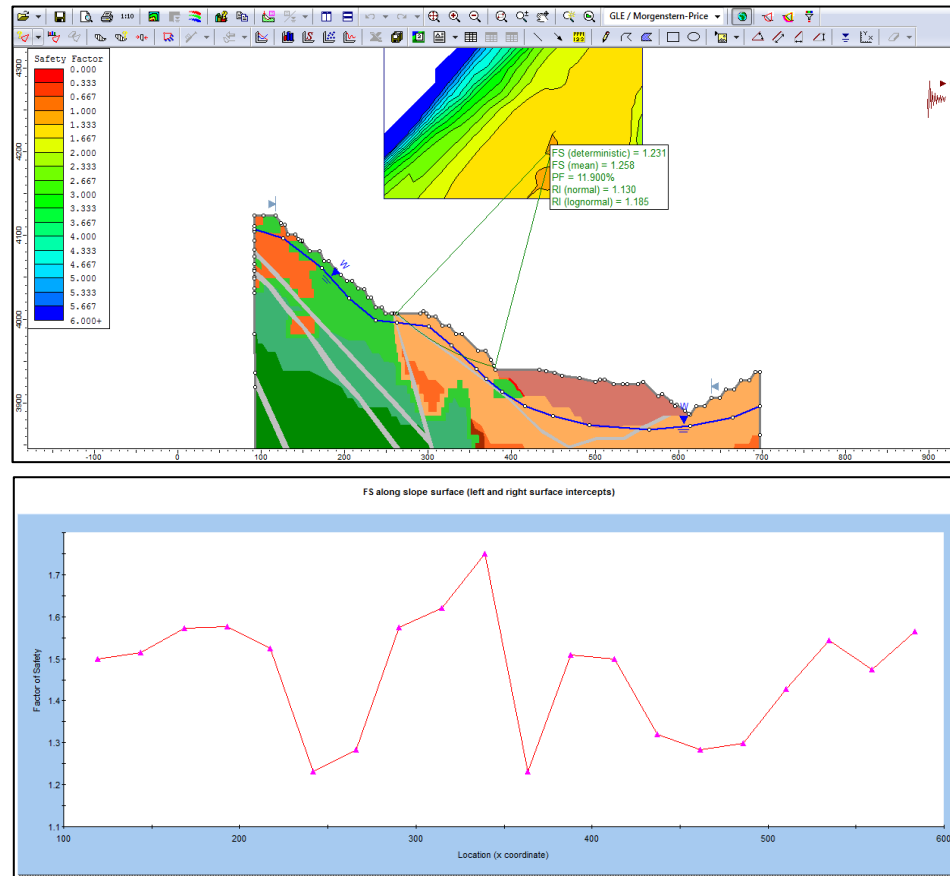 1:10
GLE / Morgenstern-Price
Safety Factor
0.000
0.333
0.667
1.000
1.333
1.667
2.000
2.333
2.667
3.000
3.333
3.667
4.000
4.333
4.667
5.000
5.333
5.667
6.000+
FS (deterministic) = 1.231
FS (mean) = 1.258
PF = 11.900%
RI (normal) = 1.130
RI (lognormal) = 1.185
W
W
4300
4200
4100
4000
3900
-100 0 100 200 300 400 500 600 700 800 900
FS along slope surface (left and right surface intercepts)
Factor of Safety
1.7
1.6
1.5
1.4
1.3
1.2
1.1
100 200 300 400 500 600
Location (x coordinate)